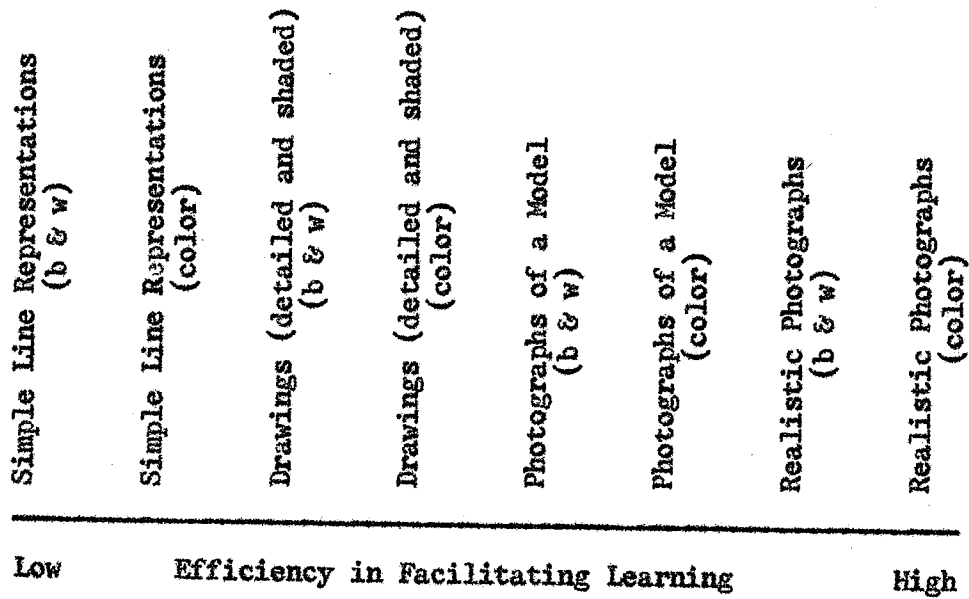 Simple Line Representations
(b & w)
Simple Line Representations
(color)
Drawings (detailed and shaded)
(b & w)
Drawings (detailed and shaded)
(color)
Photographs of a Model
(b & w)
Photographs of a Model
(color)
Realistic Photographs
(b & w)
Realistic Photographs
(color)
Low Efficiency in Facilitating Learning High